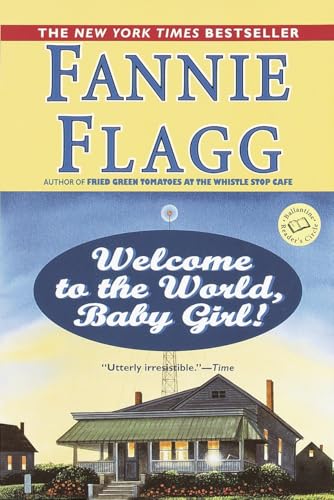 THE NEW YORK TIMES BESTSELLER
FANNIE
FLAGG
AUTHOR OF FRIED GREEN TOMATOES AT THE WHISTLE STOP CAFE
Ballantine
Reader's Circle
Welcome
to the World,
Baby Girl!
"Utterly irresistible."—Time